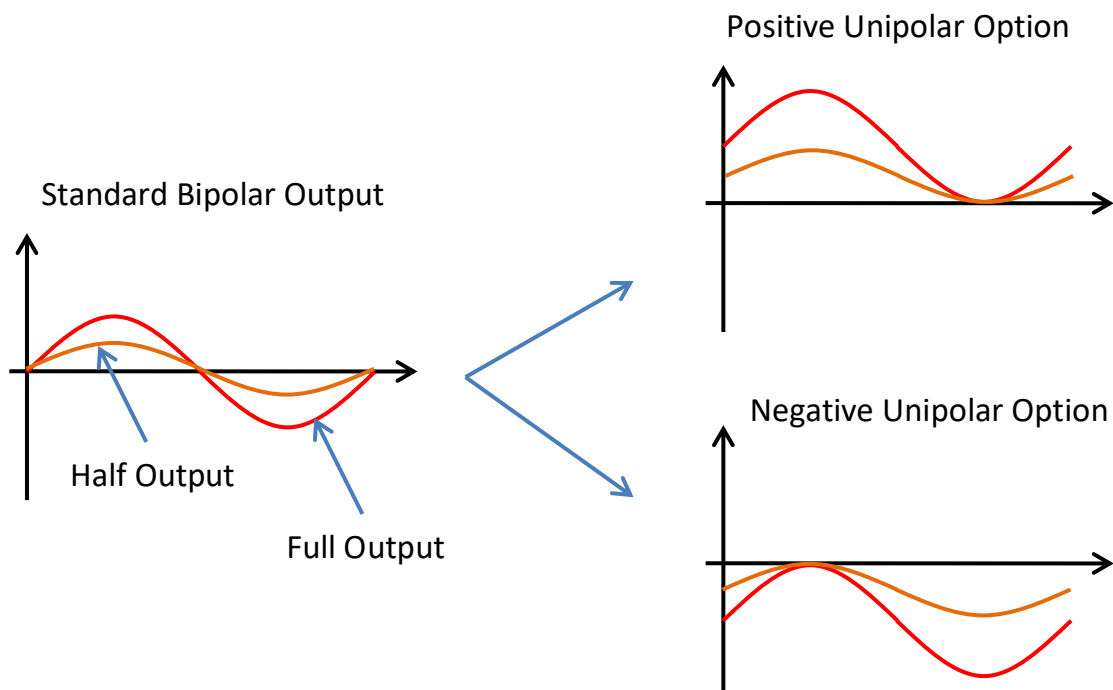 Positive Unipolar Option
Standard Bipolar Output
Half Output
Full Output
Negative Unipolar Option